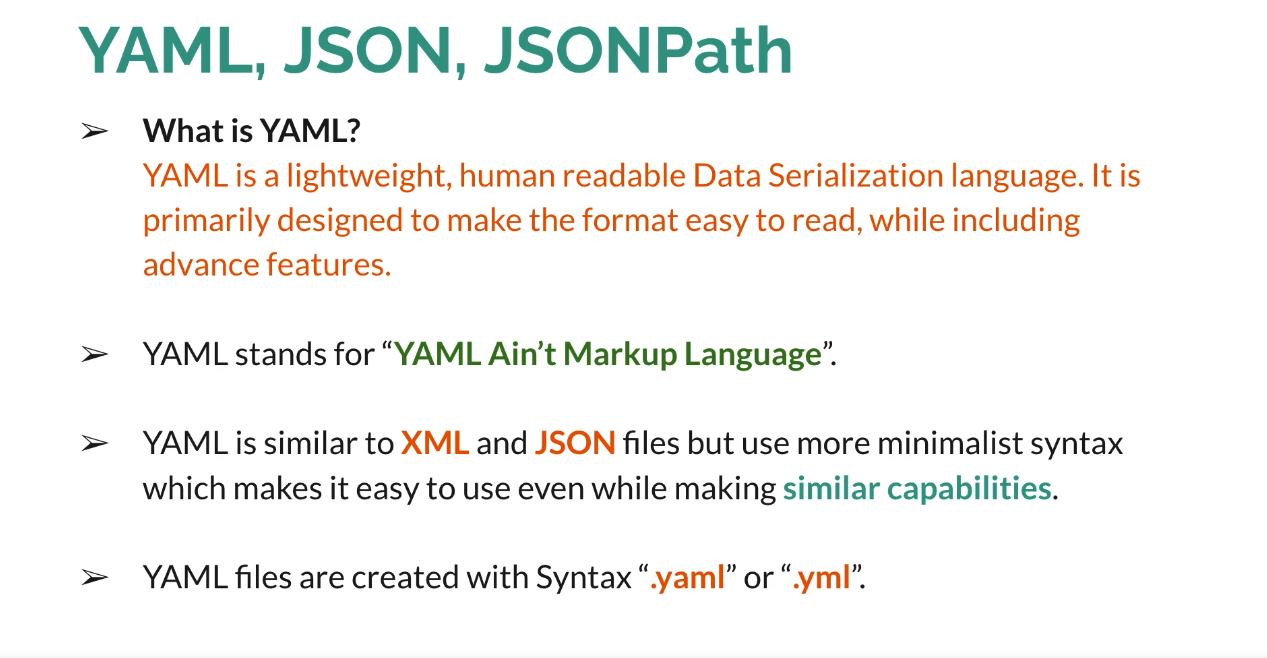 YAML, JSON, JSONPath
➢ What is YAML?
YAML is a lightweight, human readable Data Serialization language. It is
primarily designed to make the format easy to read, while including
advance features.
➢ YAML stands for “YAML Ain’t Markup Language”.
➢ YAML is similar to XML and JSON files but use more minimalist syntax
which makes it easy to use even while making similar capabilities.
➢ YAML files are created with Syntax “.yaml” or “.yml”.